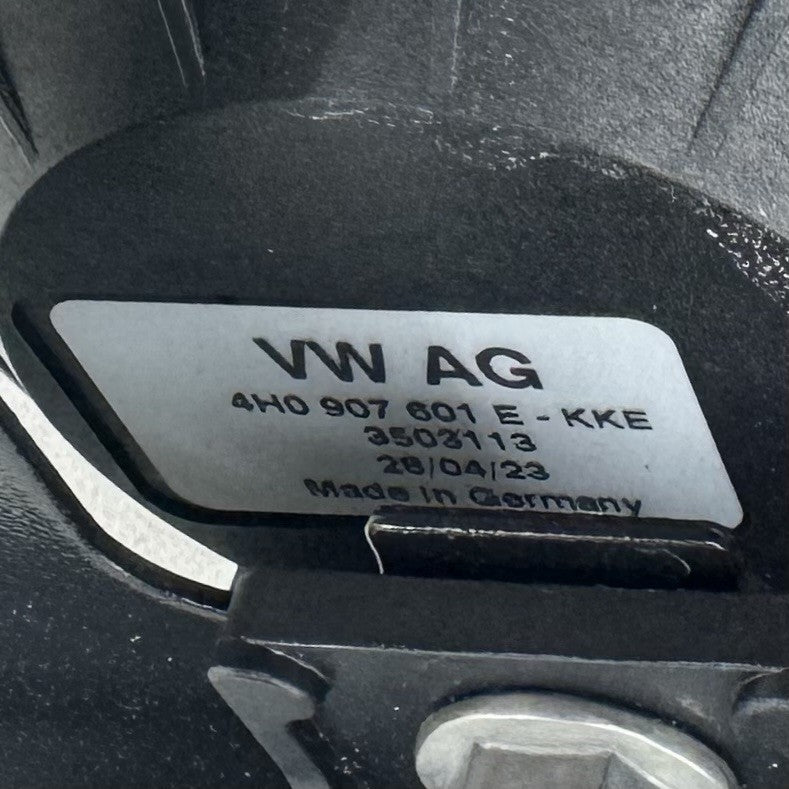 VW AG
4H0 907 601 E - KKE
3503113
28/04/23
Made in Germany